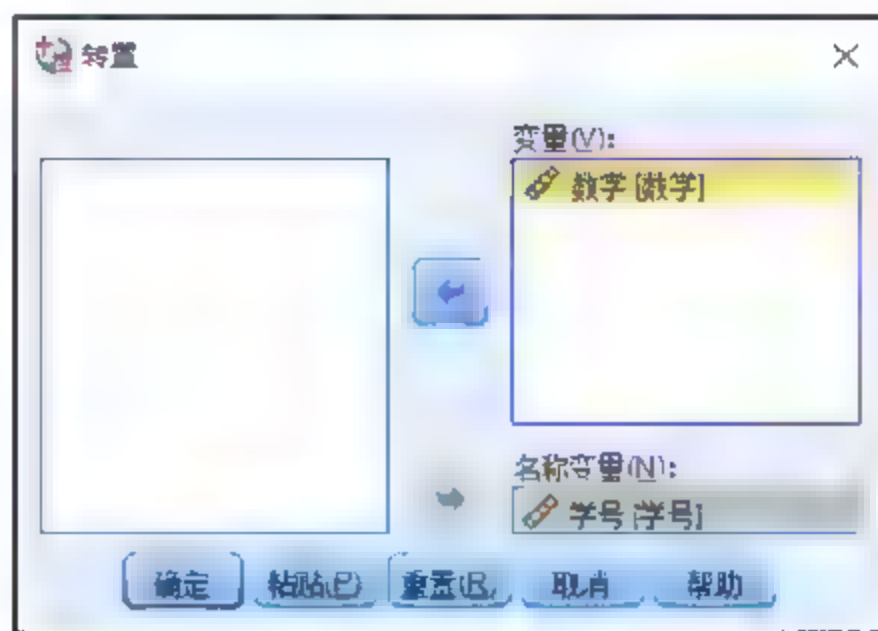 转置
变量(V):
数学 [数学]
名称变量(N):
学号 [学号]
确定 粘贴(P) 重置(R) 取消 帮助